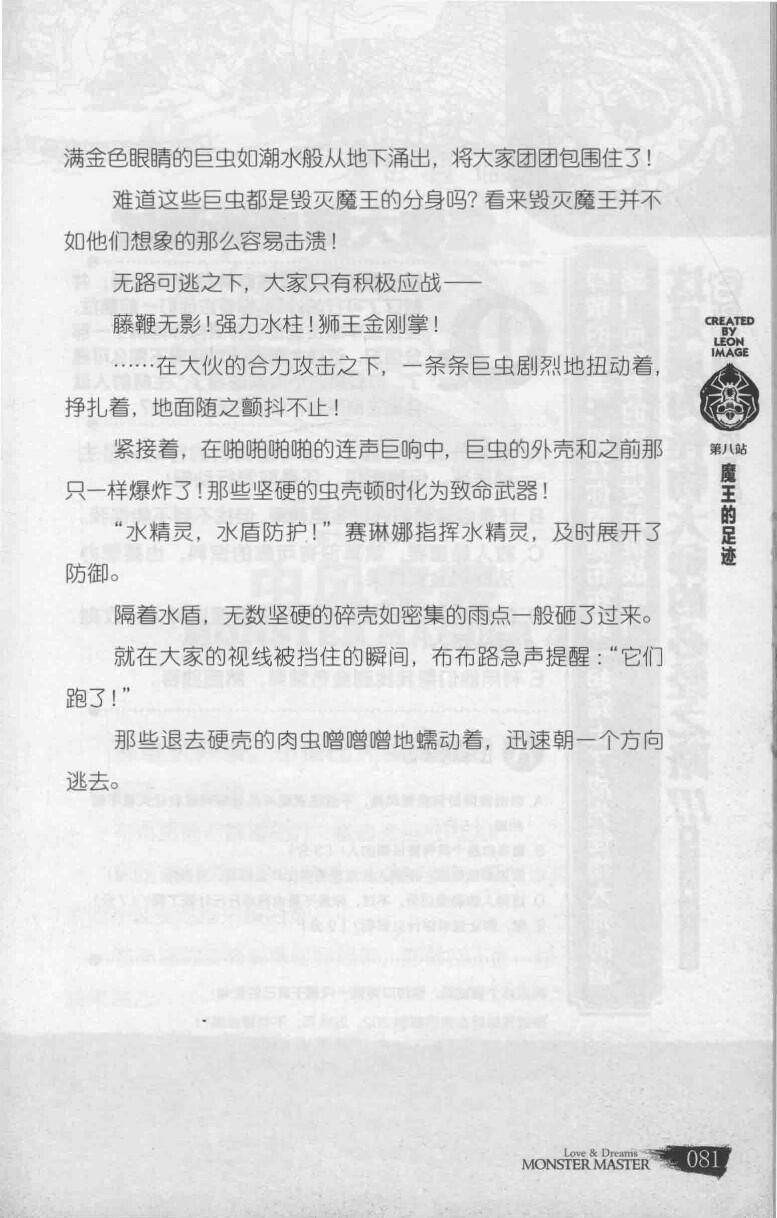 满金色眼睛的巨虫如潮水般从地下涌出，将大家团团包围住了！
难道这些巨虫都是毁灭魔王的分身吗？看来毁灭魔王并不
如他们想象的那么容易击溃！
无路可逃之下，大家只有积极应战——
藤鞭无影！强力水柱！狮王金刚掌！
……在大伙的合力攻击之下，一条条巨虫剧烈地扭动着，
挣扎着，地面随之颤抖不止！
紧接着，在啪啪啪啪的连声巨响中，巨虫的外壳和之前那
只一样爆炸了！那些坚硬的虫壳顿时化为致命武器！
“水精灵，水盾防护！”赛琳娜指挥水精灵，及时展开了
防御。
隔着水盾，无数坚硬的碎壳如密集的雨点一般砸了过来。
就在大家的视线被挡住的瞬间，布布路急声提醒：“它们
跑了！”
那些退去硬壳的肉虫噌噌噌地蠕动着，迅速朝一个方向
逃去。
CREATED
BY
LEON
IMAGE
第八站
魔王的足迹
Love & Dreams
MONSTER MASTER
081